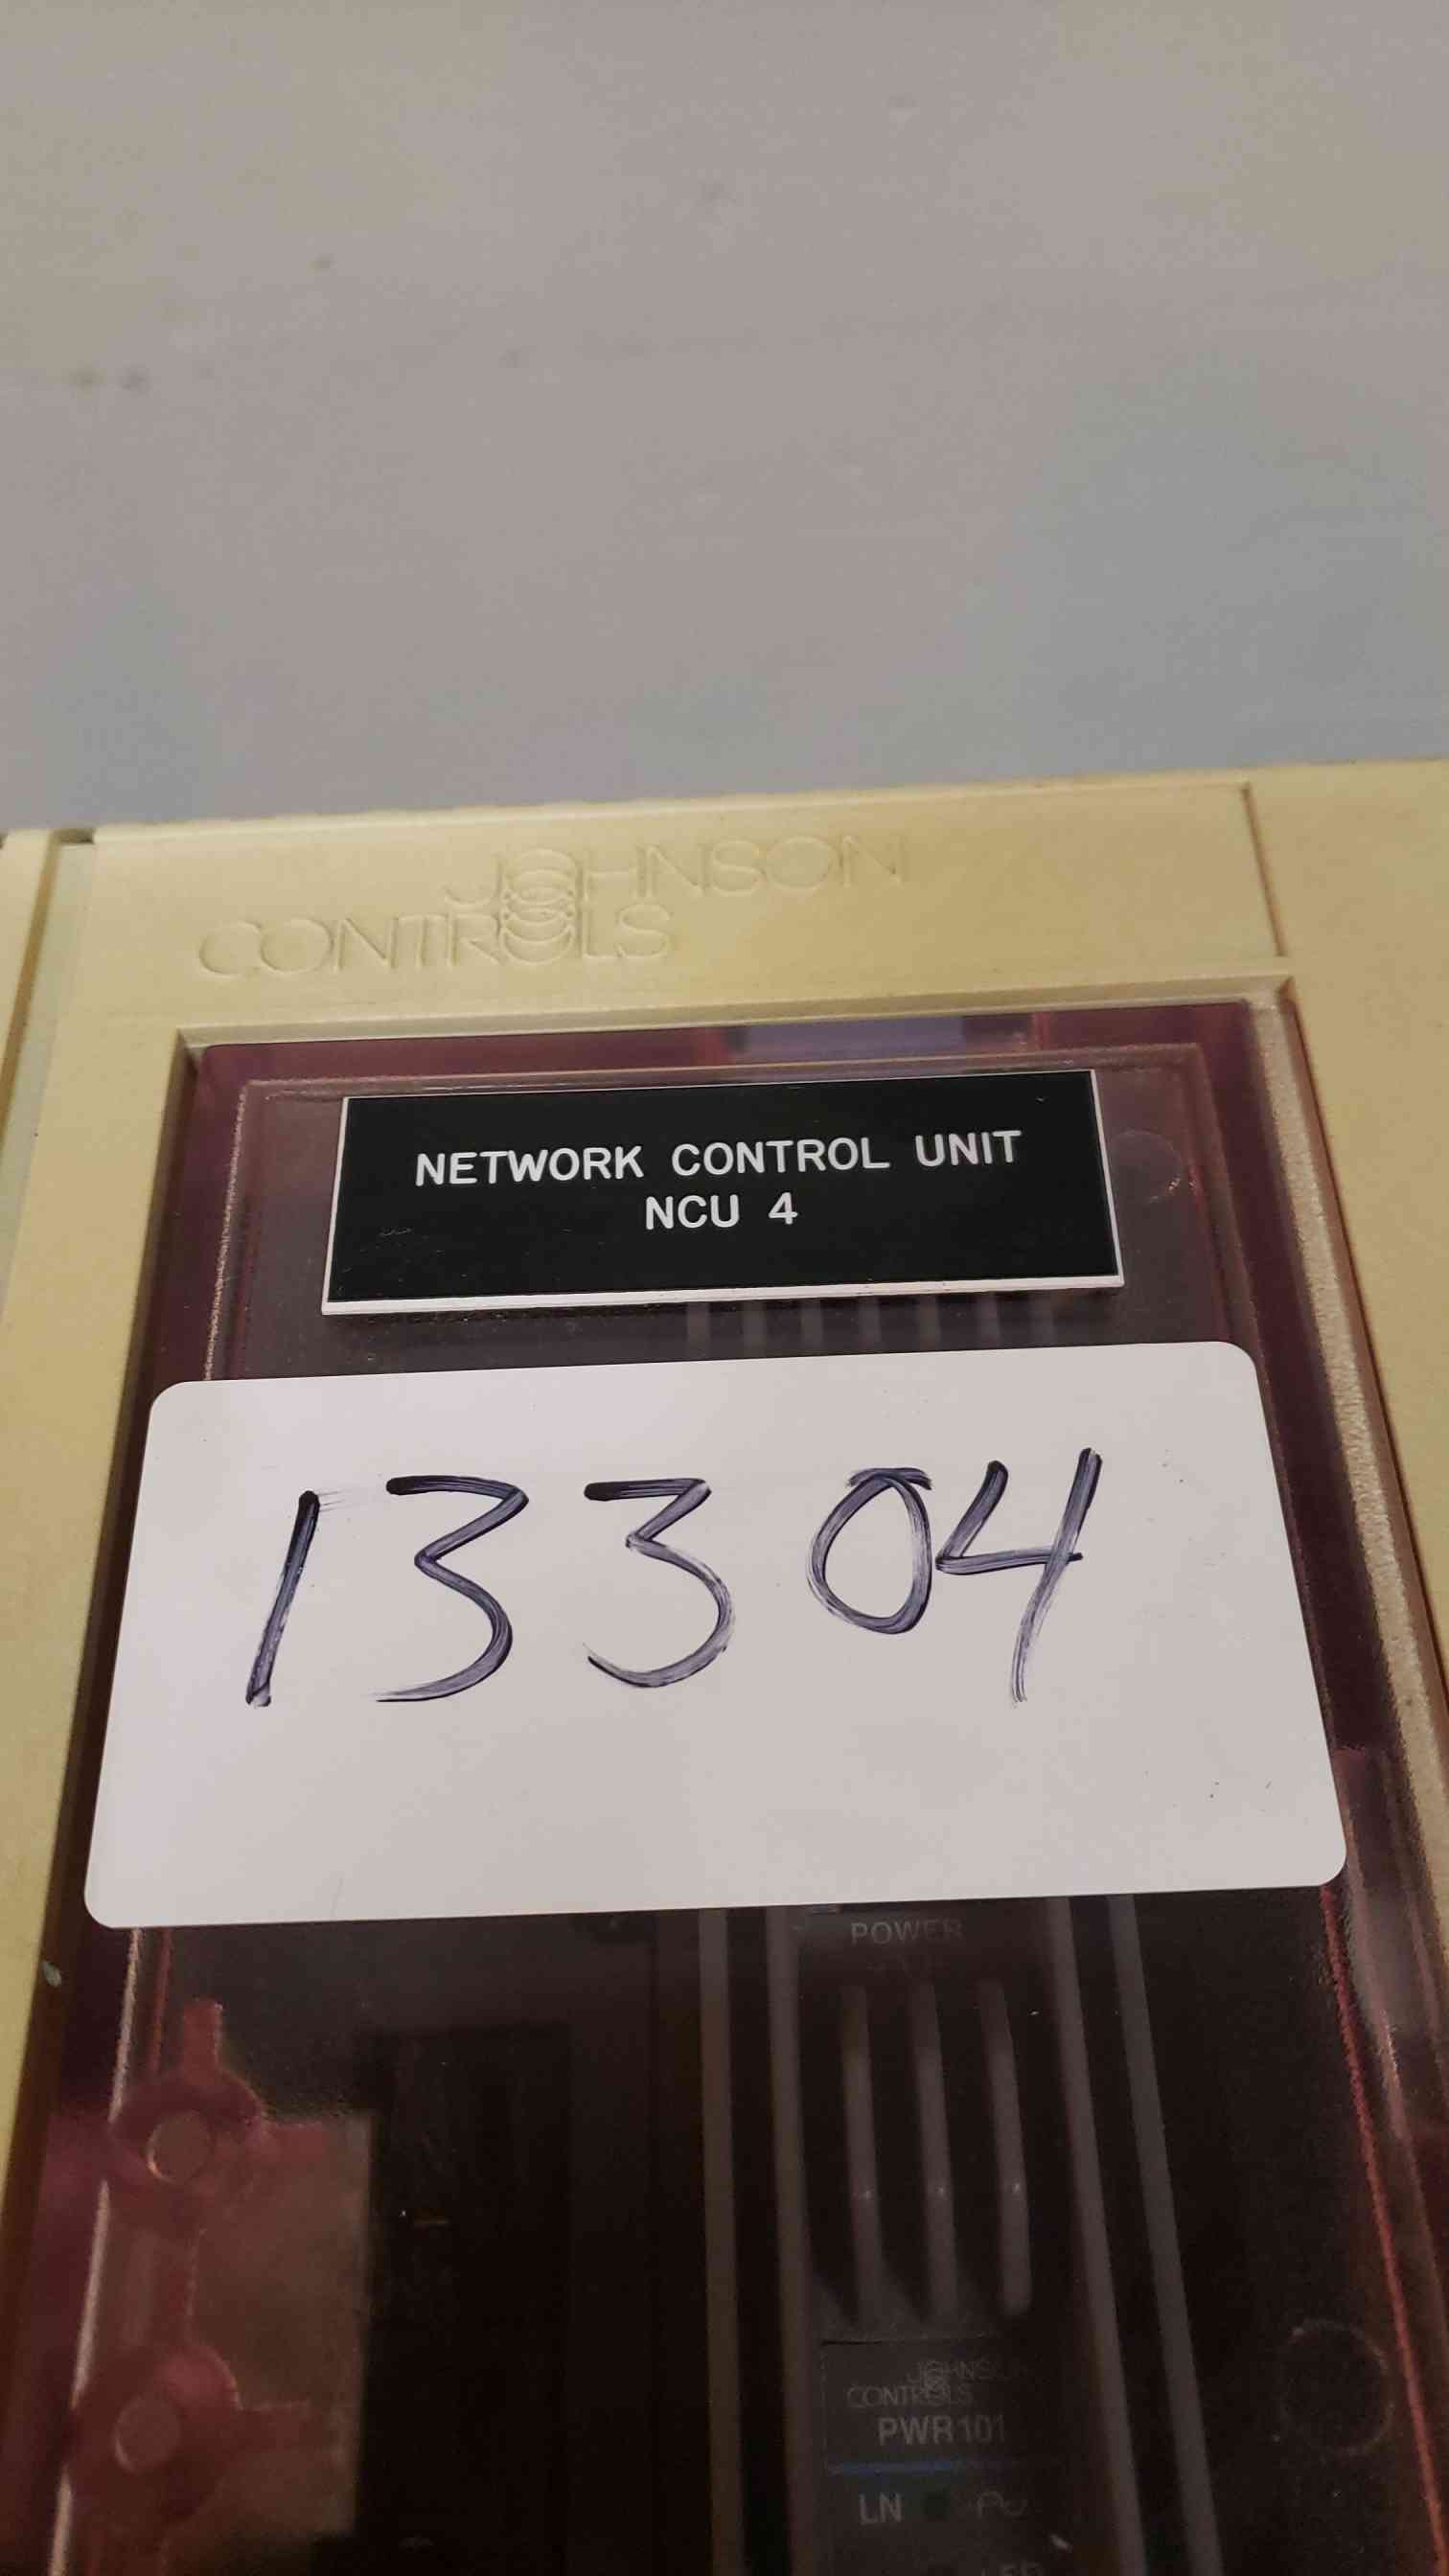 JOHNSON
CONTROLS
NETWORK CONTROL UNIT
NCU 4
13304
POWER
JOHNSON
CONTROLS
PWR101
LN